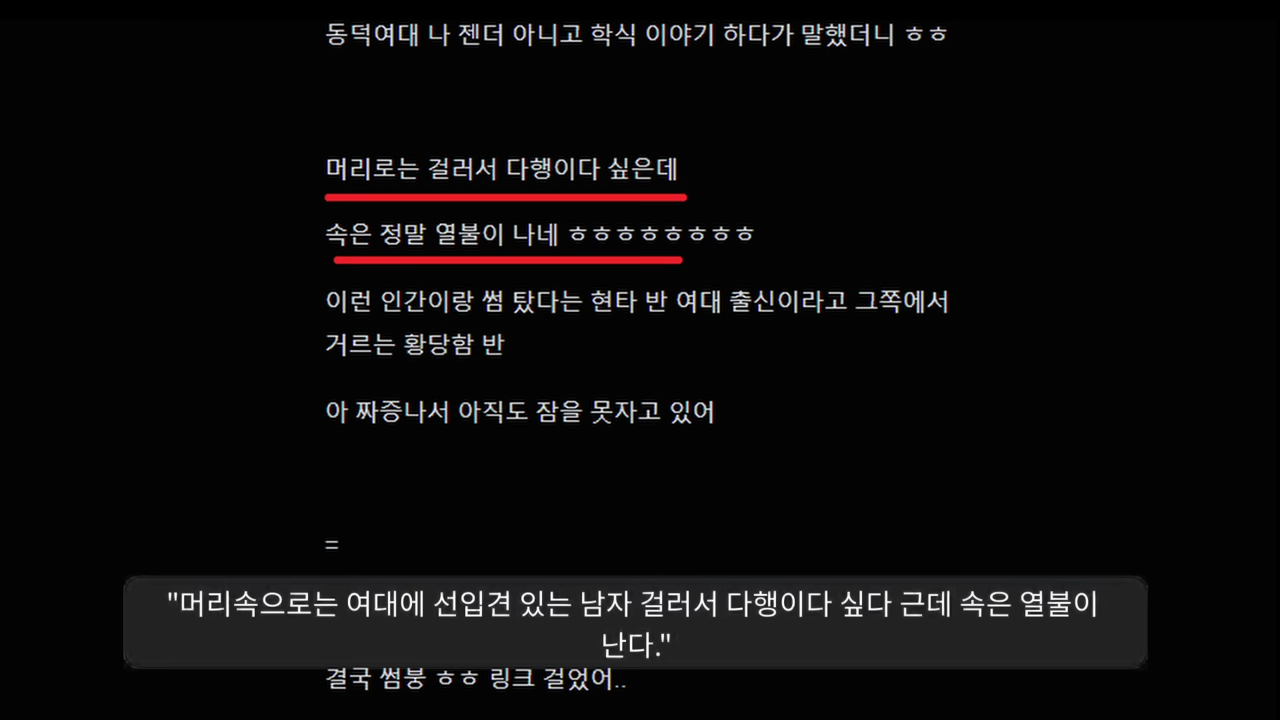 동덕여대 나 젠더 아니고 학식 이야기 하다가 말했더니 ㅎㅎ
머리로는 걸러서 다행이다 싶은데
속은 정말 열불이 나네 ㅎㅎㅎㅎㅎㅎㅎㅎ
이런 인간이랑 썸 탔다는 현타 반 여대 출신이라고 그쪽에서
거르는 황당함 반
아 짜증나서 아직도 잠을 못자고 있어
=
"머리속으로는 여대에 선입견 있는 남자 걸러서 다행이다 싶다 근데 속은 열불이
난다."
결국 썸붕 ㅎㅎ 링크 걸었어..